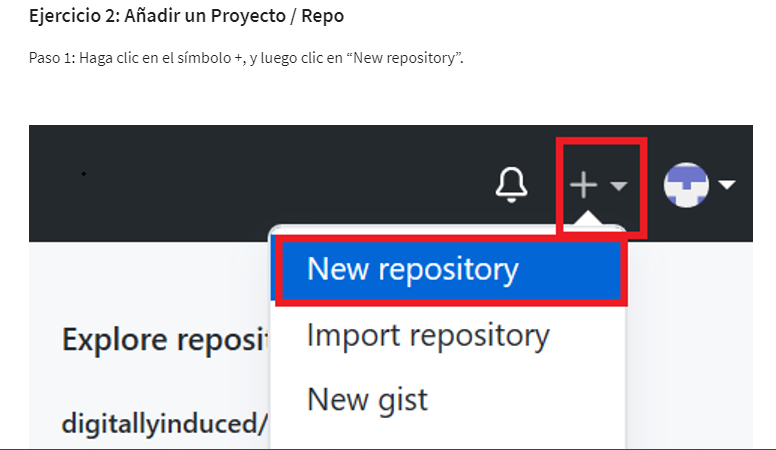 Ejercicio 2: Añadir un Proyecto / Repo
Paso 1: Haga clic en el símbolo +, y luego clic en “New repository”.
New repository
Explore reposi
Import repository
New gist
digitallyinduced/